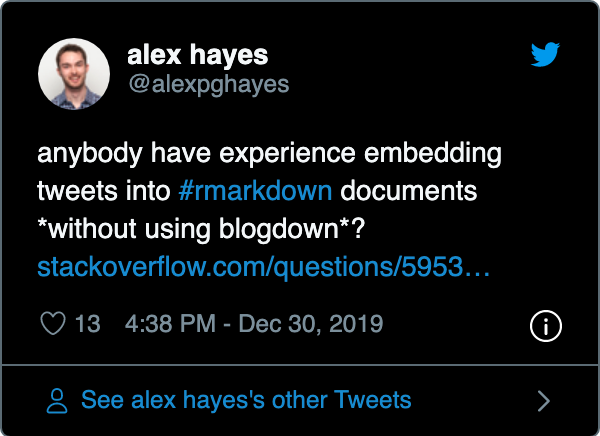 alex hayes
@alexpghayes
anybody have experience embedding
tweets into #rmarkdown documents
*without using blogdown*?
stackoverflow.com/questions/5953…
13 4:38 PM - Dec 30, 2019
See alex hayes's other Tweets